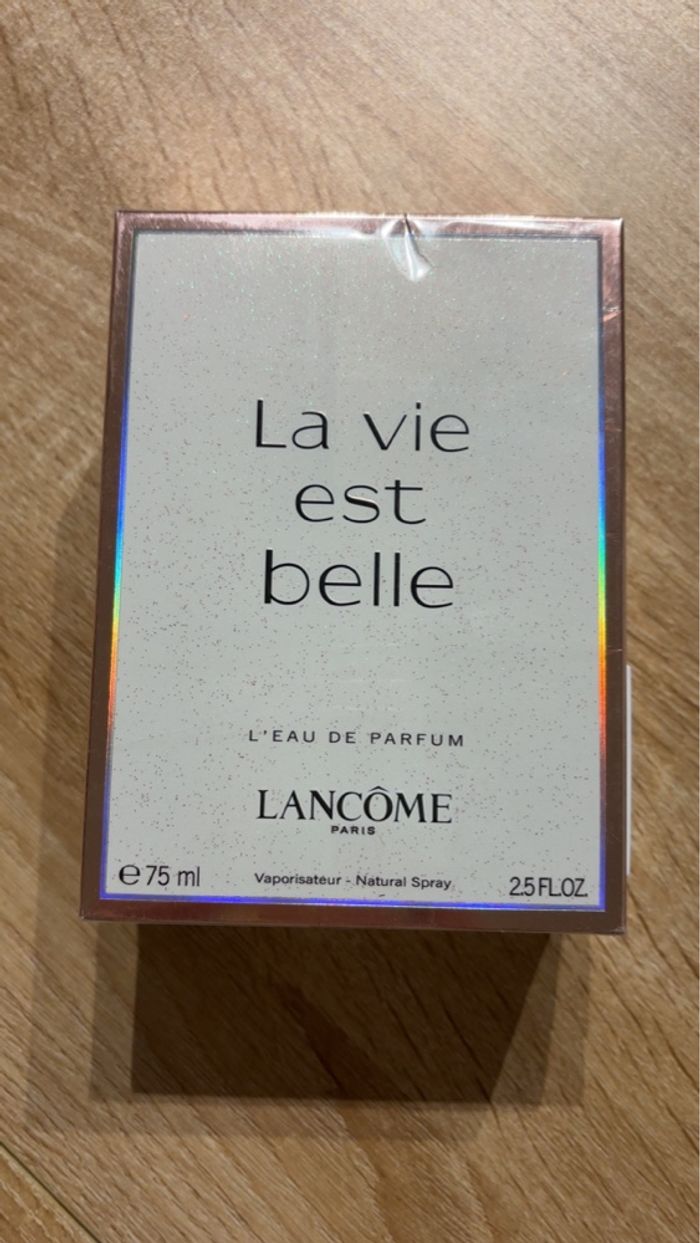 La vie
est
belle
L'EAU DE PARFUM
LANCÔME
PARIS
℮ 75 ml Vaporisateur - Natural Spray 2.5 FL.OZ.